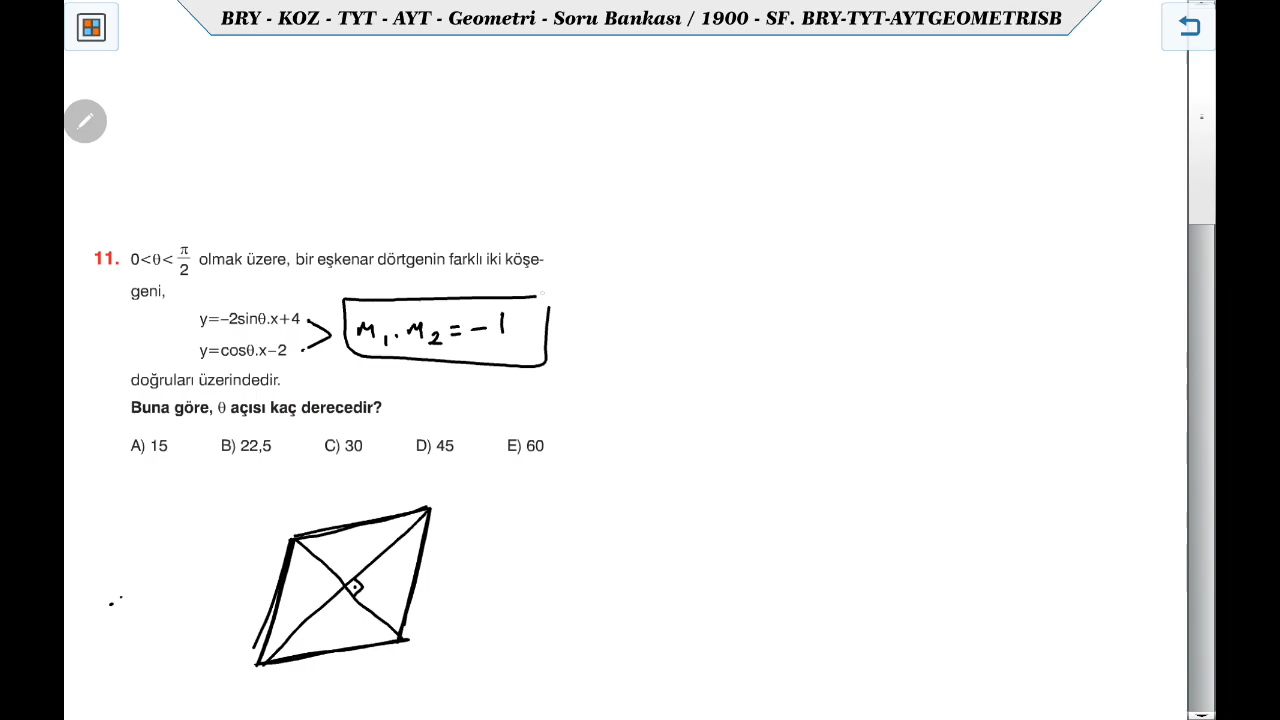 BRY - KOZ - TYT - AYT - Geometri - Soru Bankası / 1900 - SF. BRY-TYT-AYTGEOMETRISB
11. 0<θ<π/2 olmak üzere, bir eşkenar dörtgenin farklı iki köşe-
geni,
y=–2sinθ.x+4
y=cosθ.x–2
M₁ . M₂ = – 1
doğruları üzerindedir.
Buna göre, θ açısı kaç derecedir?
A) 15 B) 22,5 C) 30 D) 45 E) 60